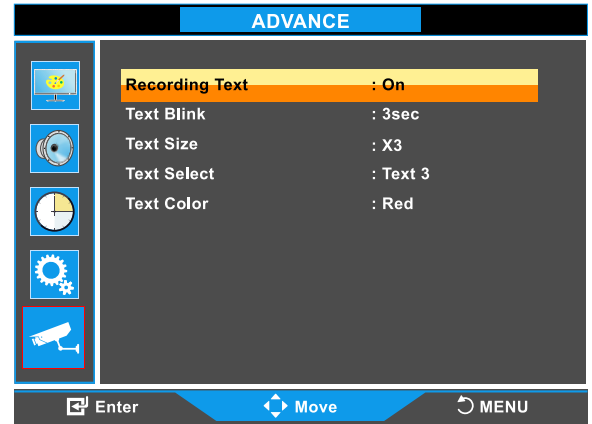 ADVANCE
Recording Text : On
Text Blink : 3sec
Text Size : X3
Text Select : Text 3
Text Color : Red
Enter Move MENU